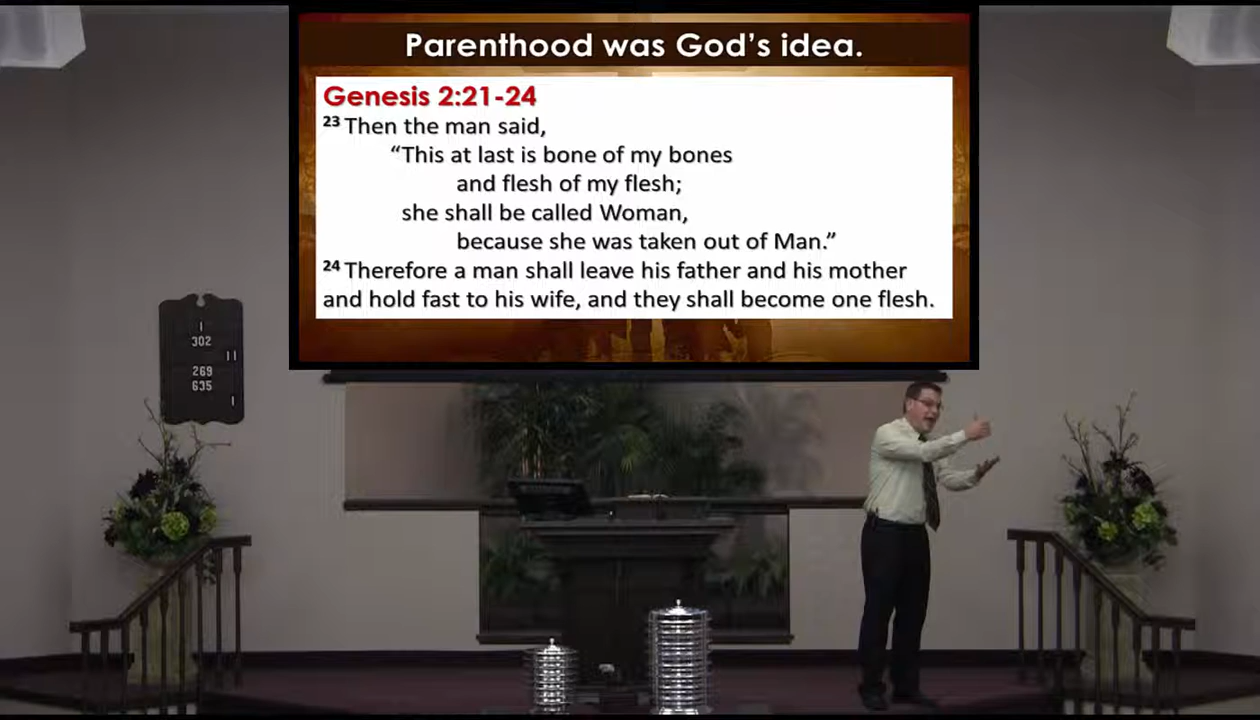 Parenthood was God's idea.
Genesis 2:21-24
23 Then the man said,
“This at last is bone of my bones
and flesh of my flesh;
she shall be called Woman,
because she was taken out of Man.”
24 Therefore a man shall leave his father and his mother
and hold fast to his wife, and they shall become one flesh.
I
302
II
269
635
I